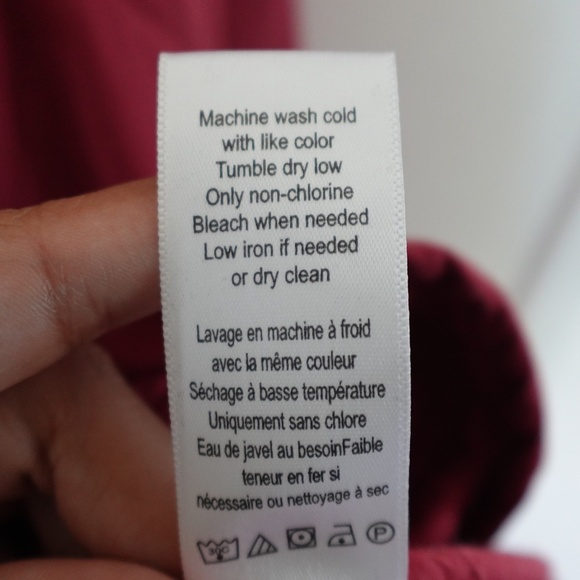 Machine wash cold
with like color
Tumble dry low
Only non-chlorine
Bleach when needed
Low iron if needed
or dry clean
Lavage en machine à froid
avec la même couleur
Séchage à basse température
Uniquement sans chlore
Eau de javel au besoinFaible
teneur en fer si
nécessaire ou nettoyage à sec
30C P